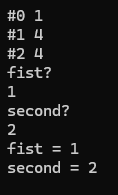 #0 1
#1 4
#2 4
fist?
1
second?
2
fist = 1
second = 2